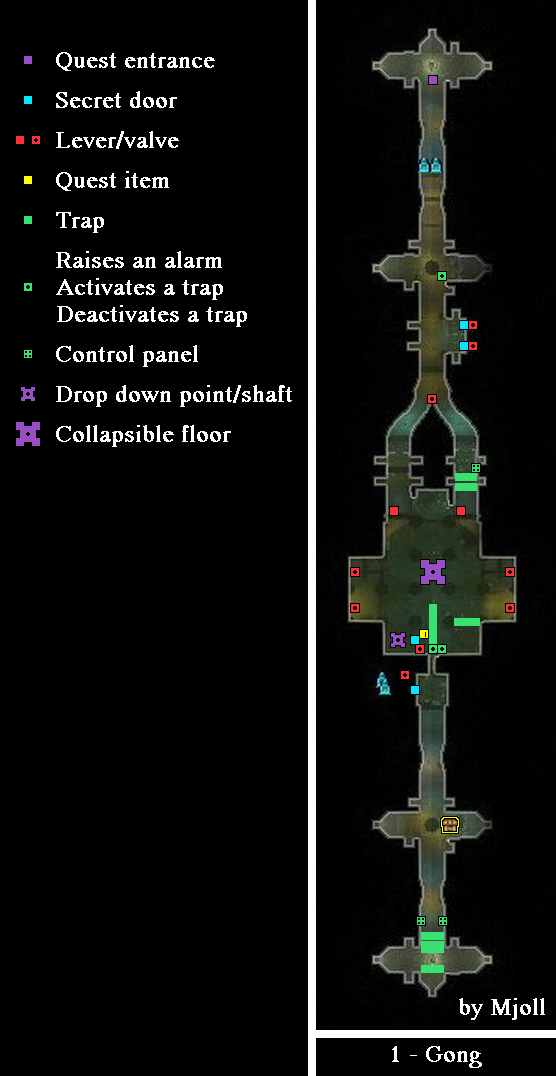 Quest entrance
Secret door
Lever/valve
Quest item
Trap
Raises an alarm
Activates a trap
Deactivates a trap
Control panel
Drop down point/shaft
Collapsible floor
by Mjoll
1 - Gong